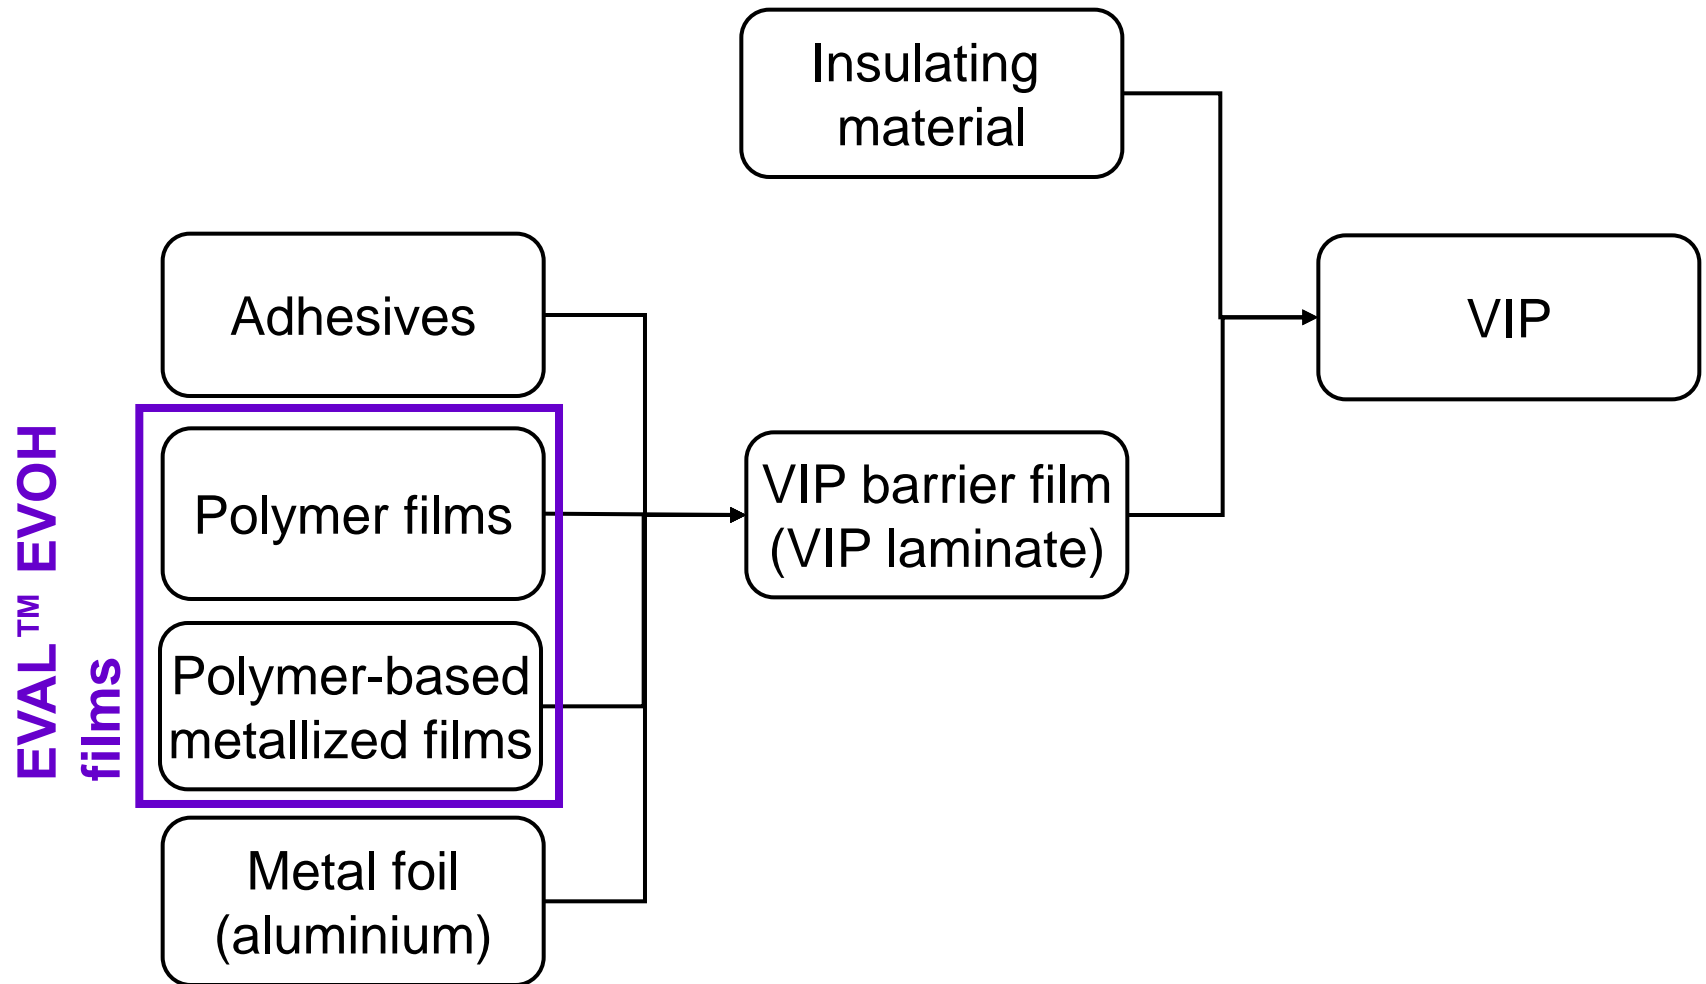 Insulating
material
Adhesives
VIP
EVAL™ EVOH
films
Polymer films
VIP barrier film
(VIP laminate)
Polymer-based
metallized films
Metal foil
(aluminium)